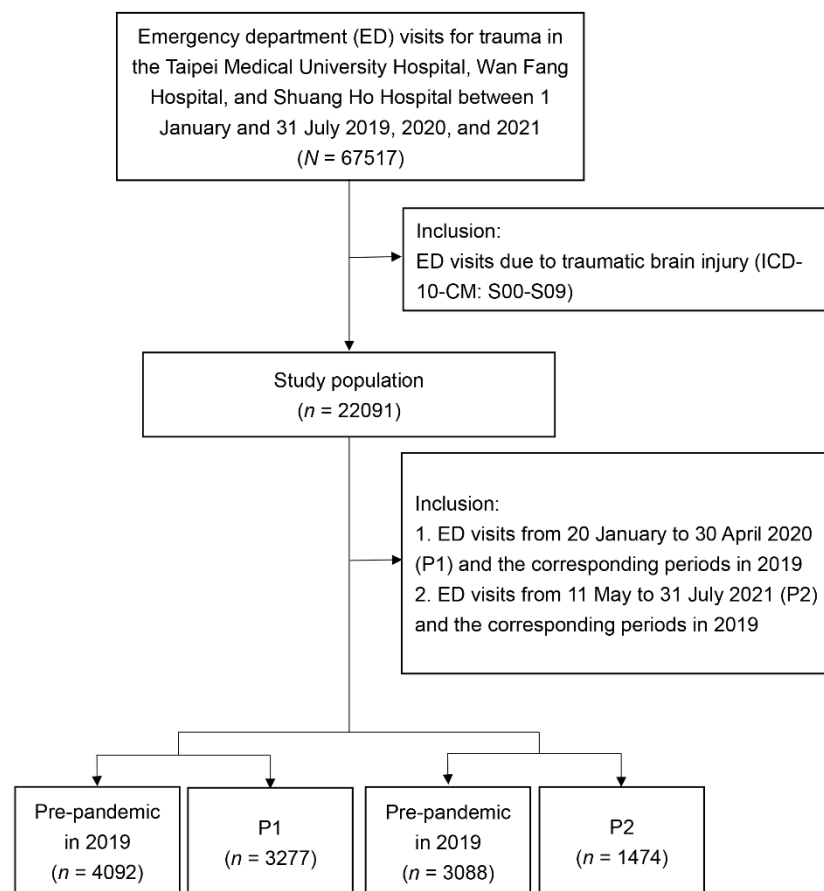 Emergency department (ED) visits for trauma in
the Taipei Medical University Hospital, Wan Fang
Hospital, and Shuang Ho Hospital between 1
January and 31 July 2019, 2020, and 2021
(N = 67517)
Inclusion:
ED visits due to traumatic brain injury (ICD-
10-CM: S00-S09)
Study population
(n = 22091)
Inclusion:
1. ED visits from 20 January to 30 April 2020
(P1) and the corresponding periods in 2019
2. ED visits from 11 May to 31 July 2021 (P2)
and the corresponding periods in 2019
Pre-pandemic
in 2019
(n = 4092)
P1
(n = 3277)
Pre-pandemic
in 2019
(n = 3088)
P2
(n = 1474)